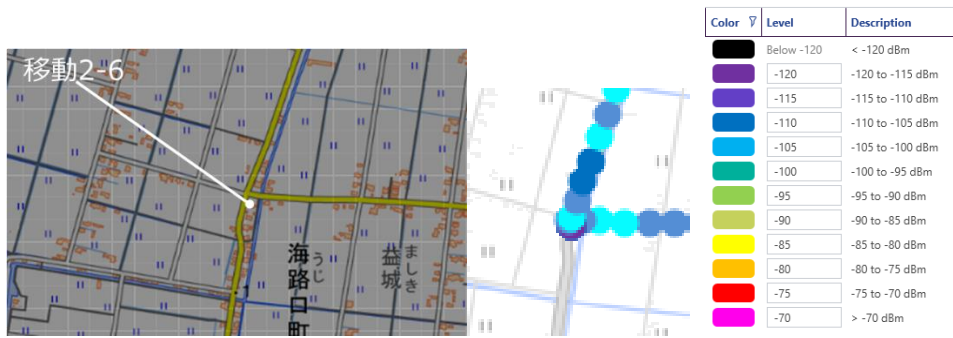 移動2-6
海路口町
うじ
益城
ましき
1
Color Level Description
Below -120 < -120 dBm
-120 -120 to -115 dBm
-115 -115 to -110 dBm
-110 -110 to -105 dBm
-105 -105 to -100 dBm
-100 -100 to -95 dBm
-95 -95 to -90 dBm
-90 -90 to -85 dBm
-85 -85 to -80 dBm
-80 -80 to -75 dBm
-75 -75 to -70 dBm
-70 > -70 dBm